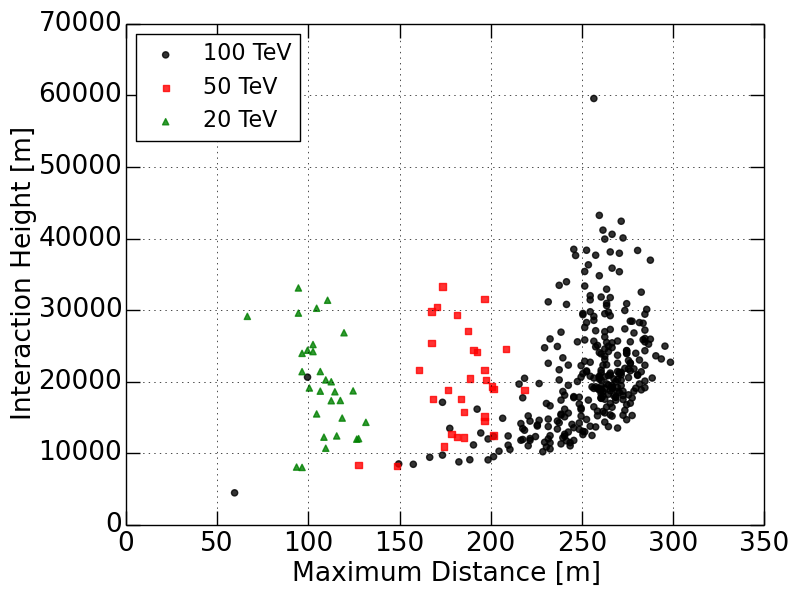 70000
60000
50000
40000
30000
20000
10000
0
Interaction Height [m]
100 TeV
50 TeV
20 TeV
0 50 100 150 200 250 300 350
Maximum Distance [m]